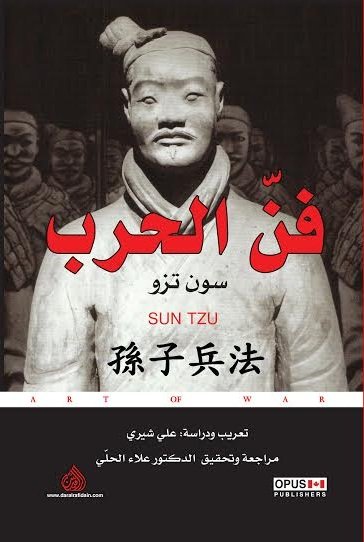 فنّ الحرب
سون تزو
SUN TZU
孫子兵法
ART OF WAR
تعريب ودراسة: علي شيري
مراجعة وتحقيق الدكتور علاء الحلّي
الرافدين
www.daralrafidain.com
OPUS
PUBLISHERS